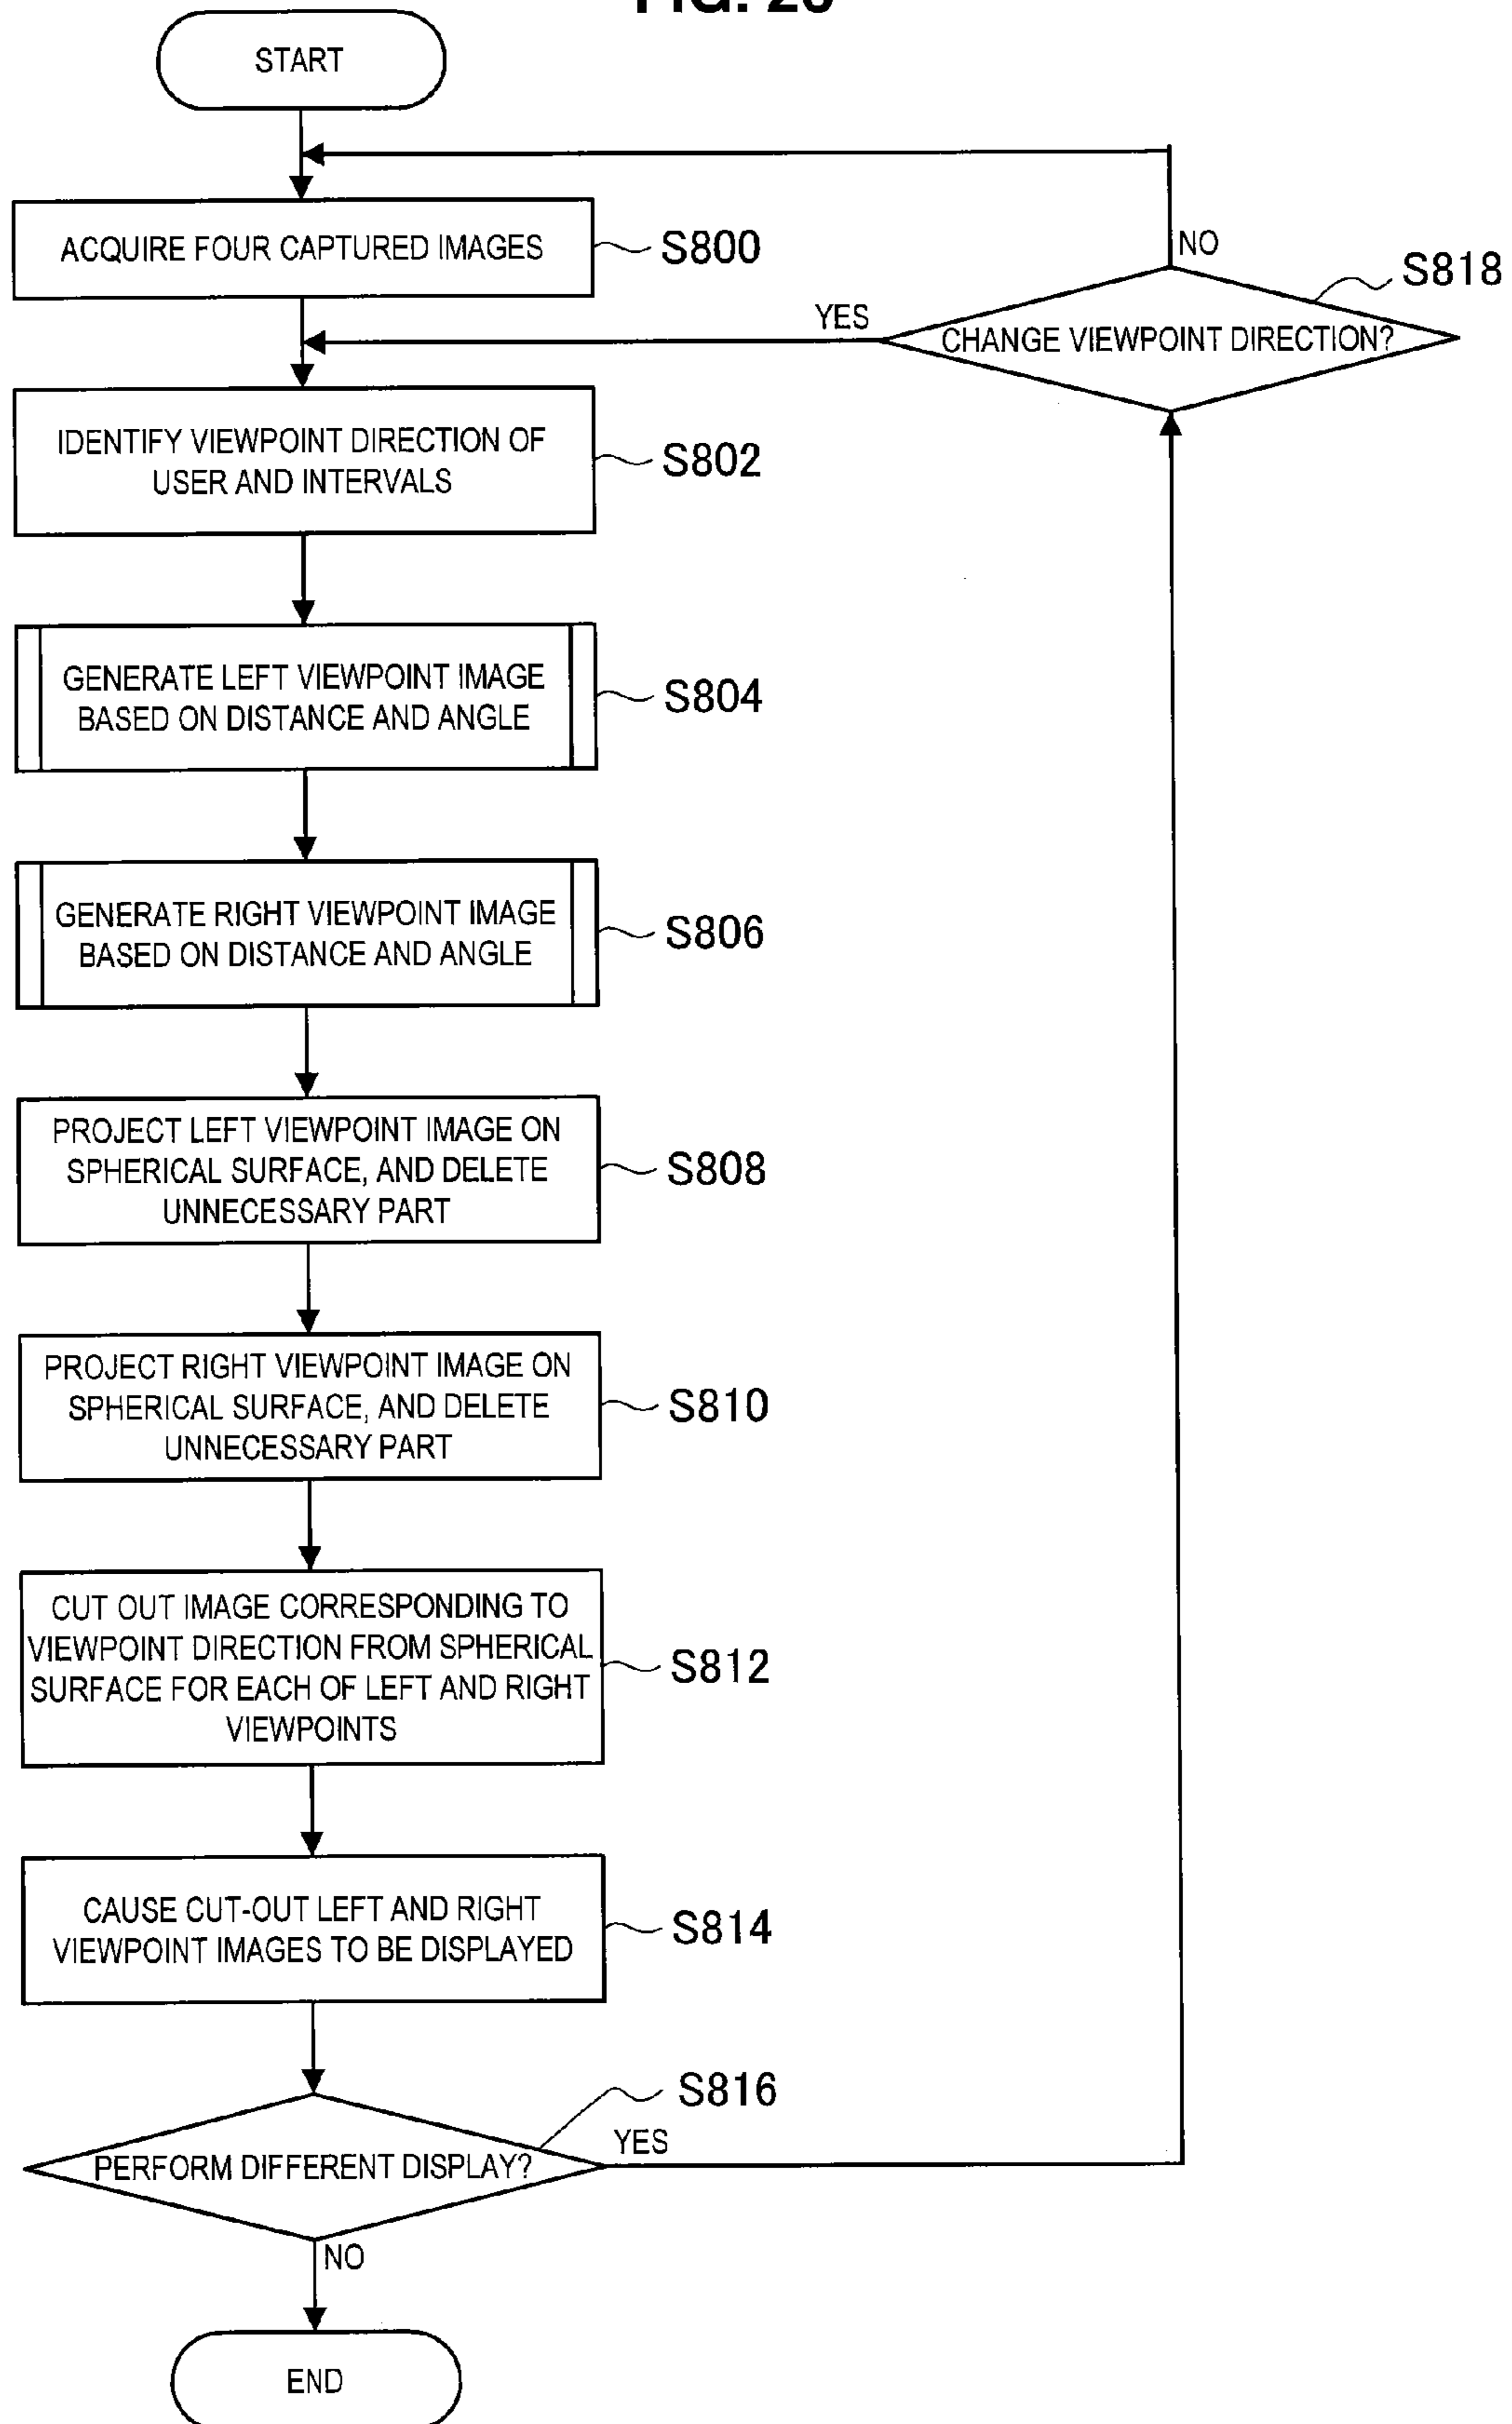 START
ACQUIRE FOUR CAPTURED IMAGES
S800
NO
S818
YES
CHANGE VIEWPOINT DIRECTION?
IDENTIFY VIEWPOINT DIRECTION OF
USER AND INTERVALS
S802
GENERATE LEFT VIEWPOINT IMAGE
BASED ON DISTANCE AND ANGLE
S804
GENERATE RIGHT VIEWPOINT IMAGE
BASED ON DISTANCE AND ANGLE
S806
PROJECT LEFT VIEWPOINT IMAGE ON
SPHERICAL SURFACE, AND DELETE
UNNECESSARY PART
S808
PROJECT RIGHT VIEWPOINT IMAGE ON
SPHERICAL SURFACE, AND DELETE
UNNECESSARY PART
S810
CUT OUT IMAGE CORRESPONDING TO
VIEWPOINT DIRECTION FROM SPHERICAL
SURFACE FOR EACH OF LEFT AND RIGHT
VIEWPOINTS
S812
CAUSE CUT-OUT LEFT AND RIGHT
VIEWPOINT IMAGES TO BE DISPLAYED
S814
S816
PERFORM DIFFERENT DISPLAY?
YES
NO
END